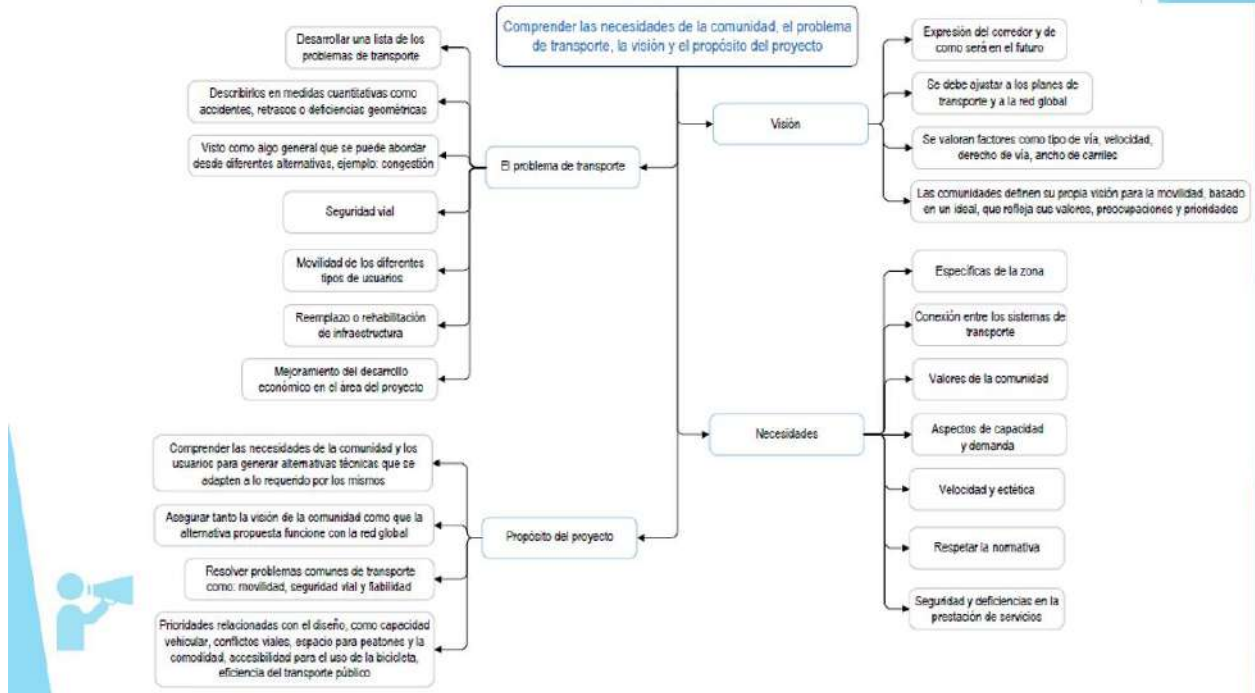 Comprender las necesidades de la comunidad, el problema
de transporte, la visión y el propósito del proyecto
Desarrollar una lista de los
problemas de transporte
Describirlos en medidas cuantitativas como
accidentes, retrasos o deficiencias geométricas
Visto como algo general que se puede abordar
desde diferentes alternativas, ejemplo: congestión
Seguridad vial
Movilidad de los diferentes
tipos de usuarios
Reemplazo o rehabilitación
de infraestructura
Mejoramiento del desarrollo
económico en el área del proyecto
El problema de transporte
Visión
Expresión del corredor y de
como será en el futuro
Se debe ajustar a los planes de
transporte y a la red global
Se valoran factores como tipo de vía, velocidad,
derecho de vía, ancho de carriles
Las comunidades definen su propia visión para la movilidad, basado
en un ideal, que refleja sus valores, preocupaciones y prioridades
Necesidades
Específicas de la zona
Conexión entre los sistemas de
transporte
Valores de la comunidad
Aspectos de capacidad
y demanda
Velocidad y estética
Respetar la normativa
Seguridad y deficiencias en la
prestación de servicios
Comprender las necesidades de la comunidad y los
usuarios para generar alternativas técnicas que se
adapten a lo requerido por los mismos
Asegurar tanto la visión de la comunidad como que la
alternativa propuesta funcione con la red global
Resolver problemas comunes de transporte
como: movilidad, seguridad vial y fiabilidad
Prioridades relacionadas con el diseño, como capacidad
vehicular, conflictos viales, espacio para peatones y la
comodidad, accesibilidad para el uso de la bicicleta,
eficiencia del transporte público
Propósito del proyecto